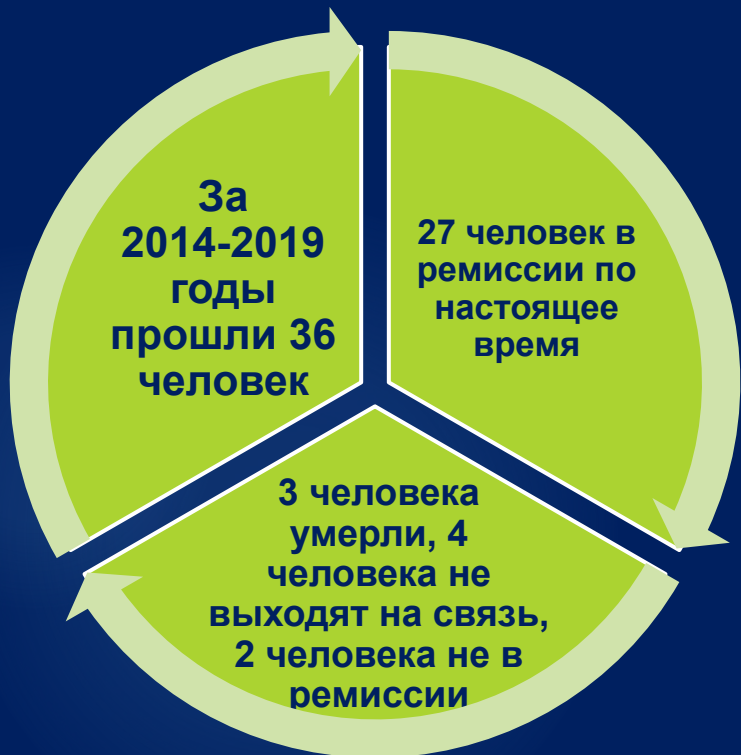 За
2014-2019
годы
прошли 36
человек
27 человек в
ремиссии по
настоящее
время
3 человека
умерли, 4
человека не
выходят на связь,
2 человека не в
ремиссии